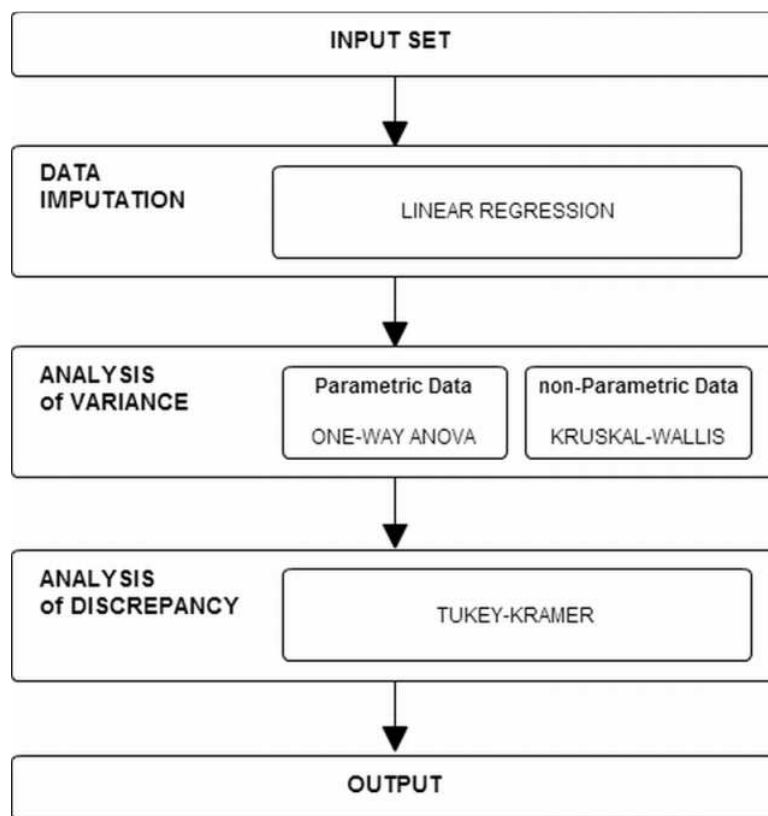 INPUT SET
DATA
IMPUTATION
LINEAR REGRESSION
ANALYSIS
of VARIANCE
Parametric Data
ONE-WAY ANOVA
non-Parametric Data
KRUSKAL-WALLIS
ANALYSIS
of DISCREPANCY
TUKEY-KRAMER
OUTPUT